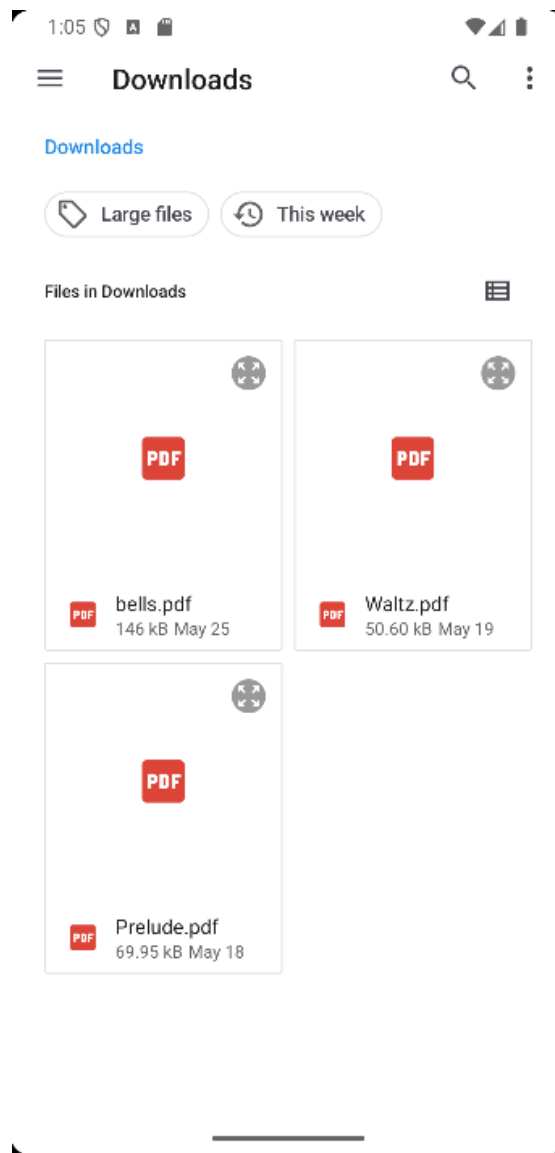 1:05 A
Downloads
Downloads
Large files This week
Files in Downloads
PDF
PDF bells.pdf
146 kB May 25
PDF
PDF Waltz.pdf
50.60 kB May 19
PDF
PDF Prelude.pdf
69.95 kB May 18